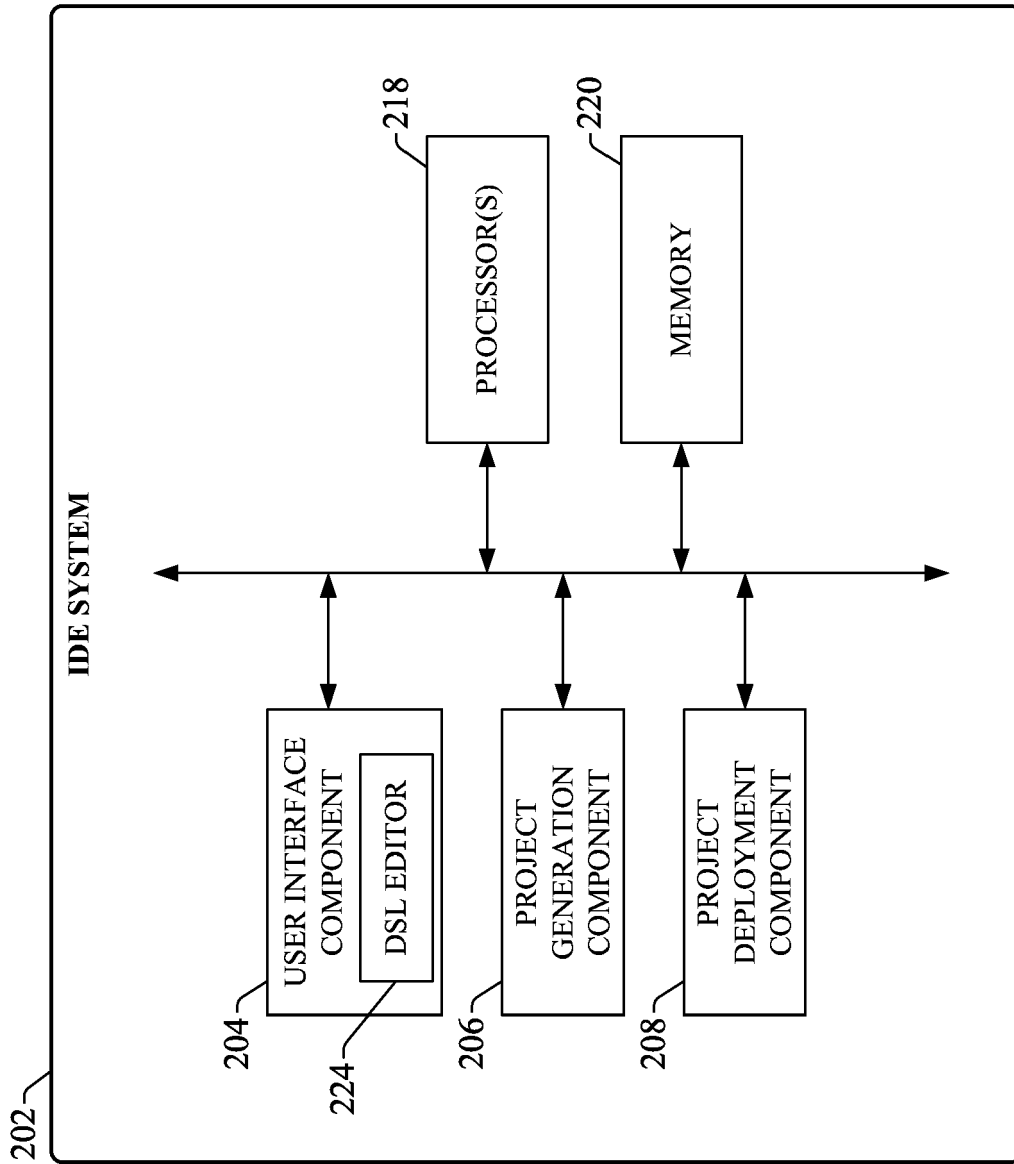 202
IDE SYSTEM
204
USER INTERFACE
COMPONENT
224
DSL EDITOR
206
PROJECT
GENERATION
COMPONENT
208
PROJECT
DEPLOYMENT
COMPONENT
218
PROCESSOR(S)
220
MEMORY